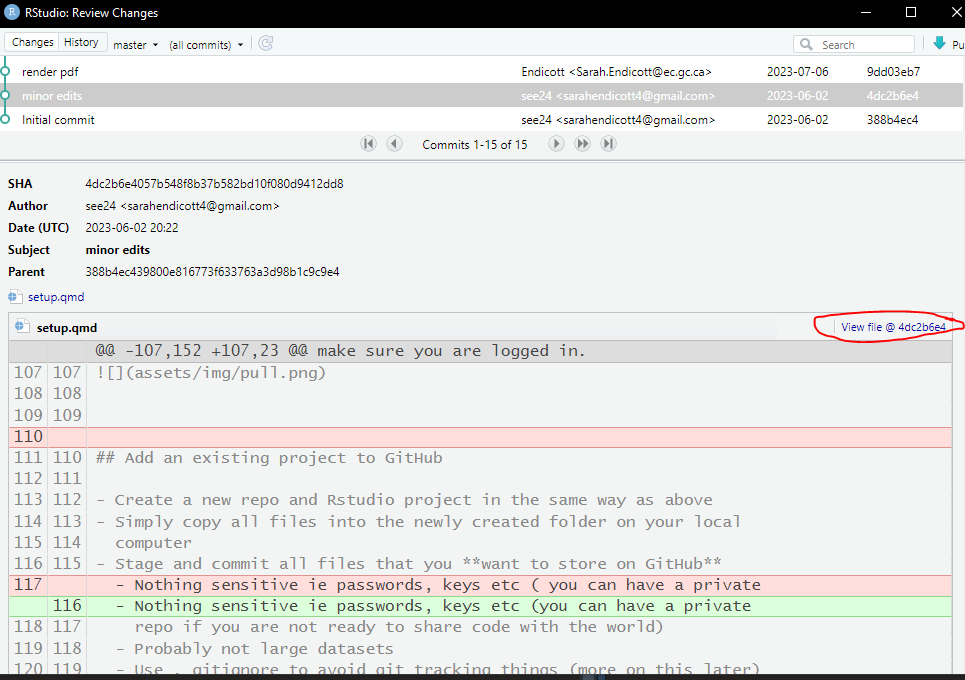 R RStudio: Review Changes
Changes History master (all commits) Search Pu
render pdf Endicott <Sarah.Endicott@ec.gc.ca> 2023-07-06 9dd03eb7
minor edits see24 <sarahendicott4@gmail.com> 2023-06-02 4dc2b6e4
Initial commit see24 <sarahendicott4@gmail.com> 2023-06-02 388b4ec4
Commits 1-15 of 15
SHA 4dc2b6e4057b548f8b37b582bd10f080d9412dd8
Author see24 <sarahendicott4@gmail.com>
Date (UTC) 2023-06-02 20:22
Subject minor edits
Parent 388b4ec439800e816773f633763a3d98b1c9c9e4
setup.qmd
setup.qmd View file @ 4dc2b6e4
@@ -107,152 +107,23 @@ make sure you are logged in.
107 107 ![](assets/img/pull.png)
108 108
109 109
110
111 110 ## Add an existing project to GitHub
112 111
113 112 - Create a new repo and Rstudio project in the same way as above
114 113 - Simply copy all files into the newly created folder on your local
115 114 computer
116 115 - Stage and commit all files that you **want to store on GitHub**
117 - Nothing sensitive ie passwords, keys etc ( you can have a private
116 - Nothing sensitive ie passwords, keys etc (you can have a private
118 117 repo if you are not ready to share code with the world)
119 118 - Probably not large datasets
120 119 - Use . gitignore to avoid git tracking things (more on this later)